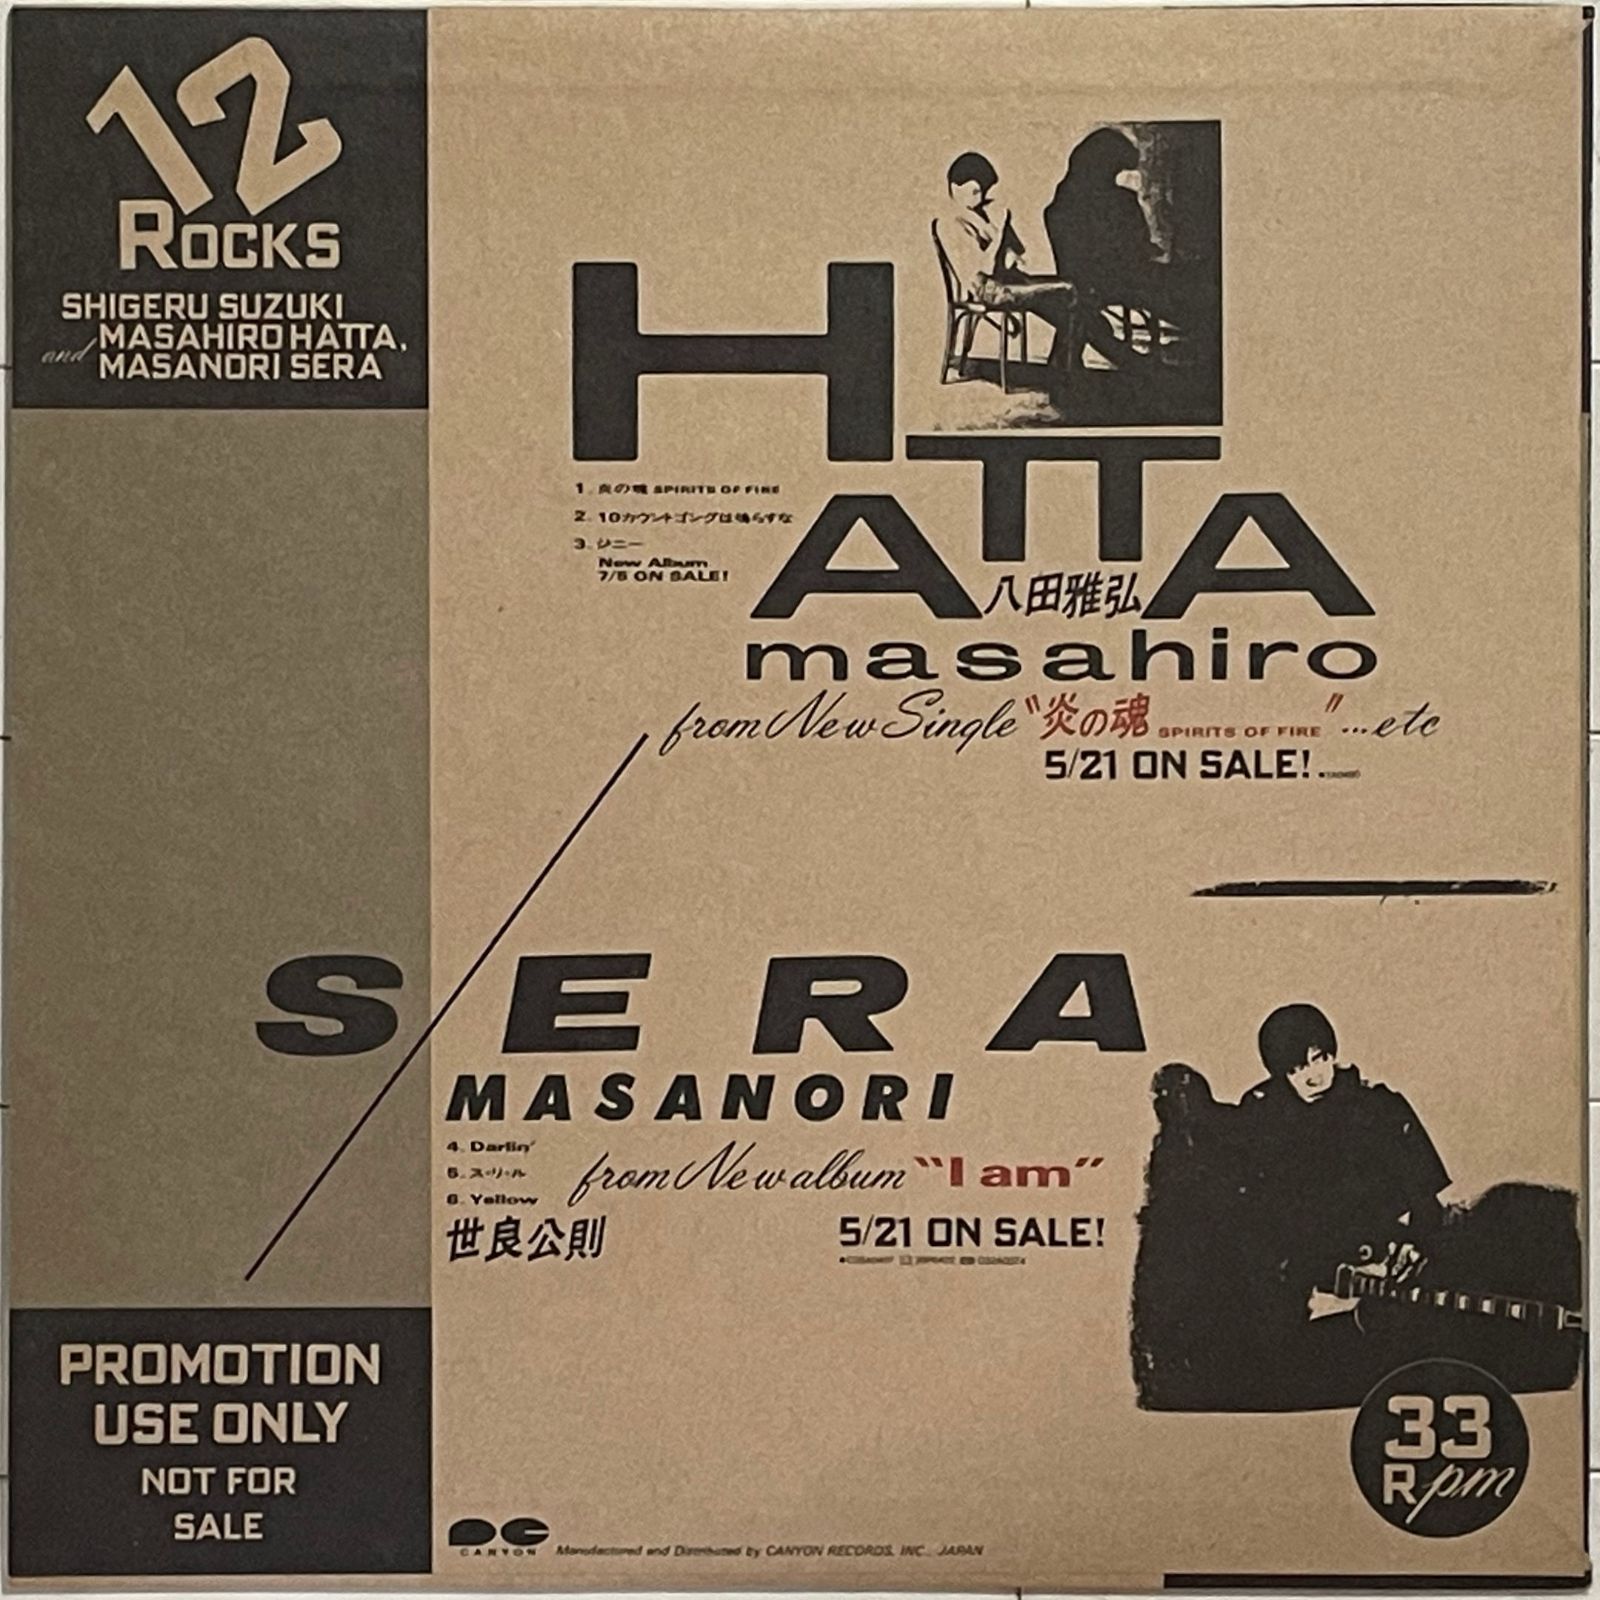 12
ROCKS
SHIGERU SUZUKI
MASAHIRO HATTA,
and MASANORI SERA
HATTA
1. 炎の魂 SPIRITS OF FIRE
2. 10カウントゴングは鳴らすな
3. ジニー
New Album
7/5 ON SALE!
八田雅弘
masahiro
from New Single "炎の魂 SPIRITS OF FIRE"...etc
5/21 ON SALE!
SERA
MASANORI
4. Darlin'
5. ス・リ・ル
6. Yellow
from New album "I am"
世良公則
5/21 ON SALE!
PROMOTION
USE ONLY
NOT FOR
SALE
33
Rpm
PC
CANYON
Manufactured and Distributed by CANYON RECORDS, INC., JAPAN